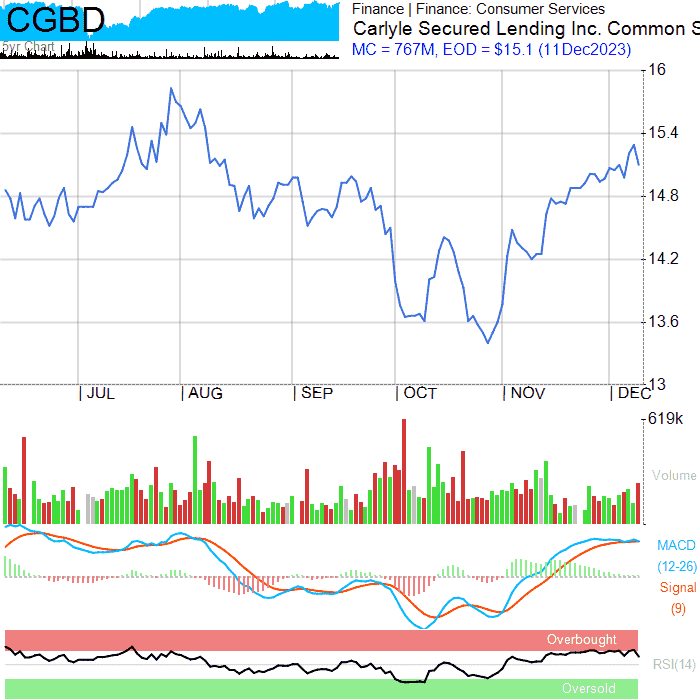 CGBD
5yr Chart
Finance | Finance: Consumer Services
Carlyle Secured Lending Inc. Common S
MC = 767M, EOD = $15.1 (11Dec2023)
16
15.4
14.8
14.2
13.6
13
JUL
AUG
SEP
OCT
NOV
DEC
619k
Volume
MACD
(12-26)
Signal
(9)
Overbought
RSI(14)
Oversold